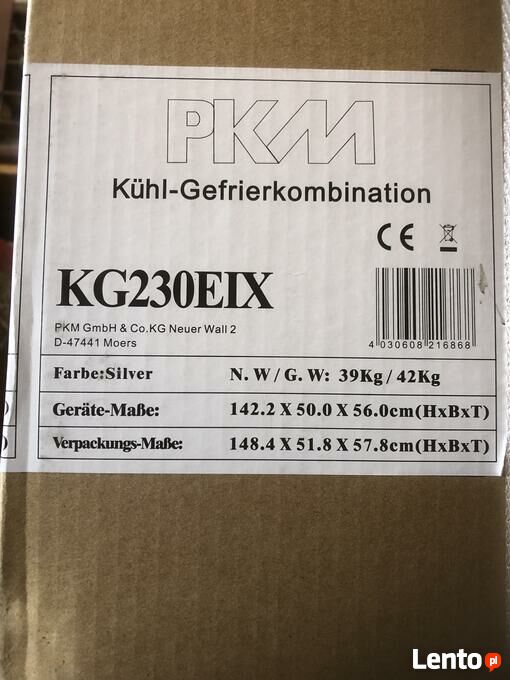 PKM
Kühl-Gefrierkombination
CE
KG230EIX
PKM GmbH & Co.KG Neuer Wall 2
D-47441 Moers
4 030608 216868
Farbe:Silver N. W / G. W: 39Kg / 42Kg
Geräte-Maße: 142.2 X 50.0 X 56.0cm(HxBxT)
Verpackungs-Maße: 148.4 X 51.8 X 57.8cm(HxBxT)
)
)
Lento pl